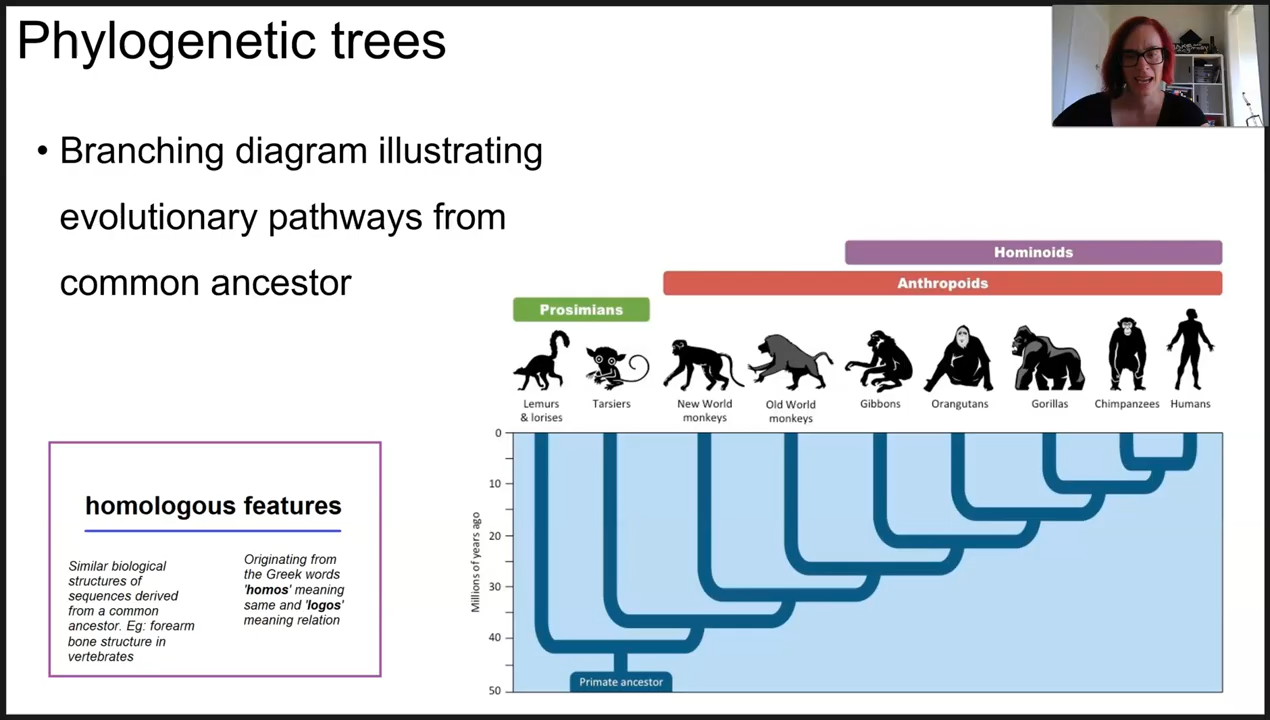 Phylogenetic trees
• Branching diagram illustrating
evolutionary pathways from
common ancestor
Hominoids
Anthropoids
Prosimians
Lemurs
& lorises
Tarsiers
New World
monkeys
Old World
monkeys
Gibbons
Orangutans
Gorillas
Chimpanzees
Humans
0
10
20
30
40
50
Millions of years ago
Primate ancestor
homologous features
Similar biological
structures of
sequences derived
from a common
ancestor. Eg: forearm
bone structure in
vertebrates
Originating from
the Greek words
'homos' meaning
same and 'logos'
meaning relation